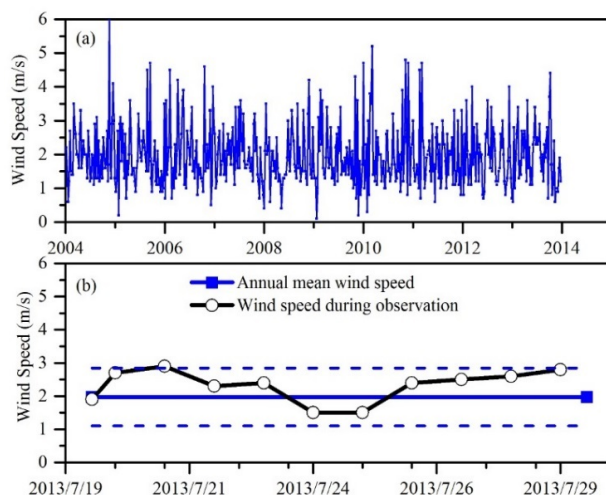 (a)
Wind Speed (m/s)
6
5
4
3
2
1
0
2004 2006 2008 2010 2012 2014
(b)
Annual mean wind speed
Wind speed during observation
Wind Speed (m/s)
6
5
4
3
2
1
0
2013/7/19 2013/7/21 2013/7/24 2013/7/26 2013/7/29